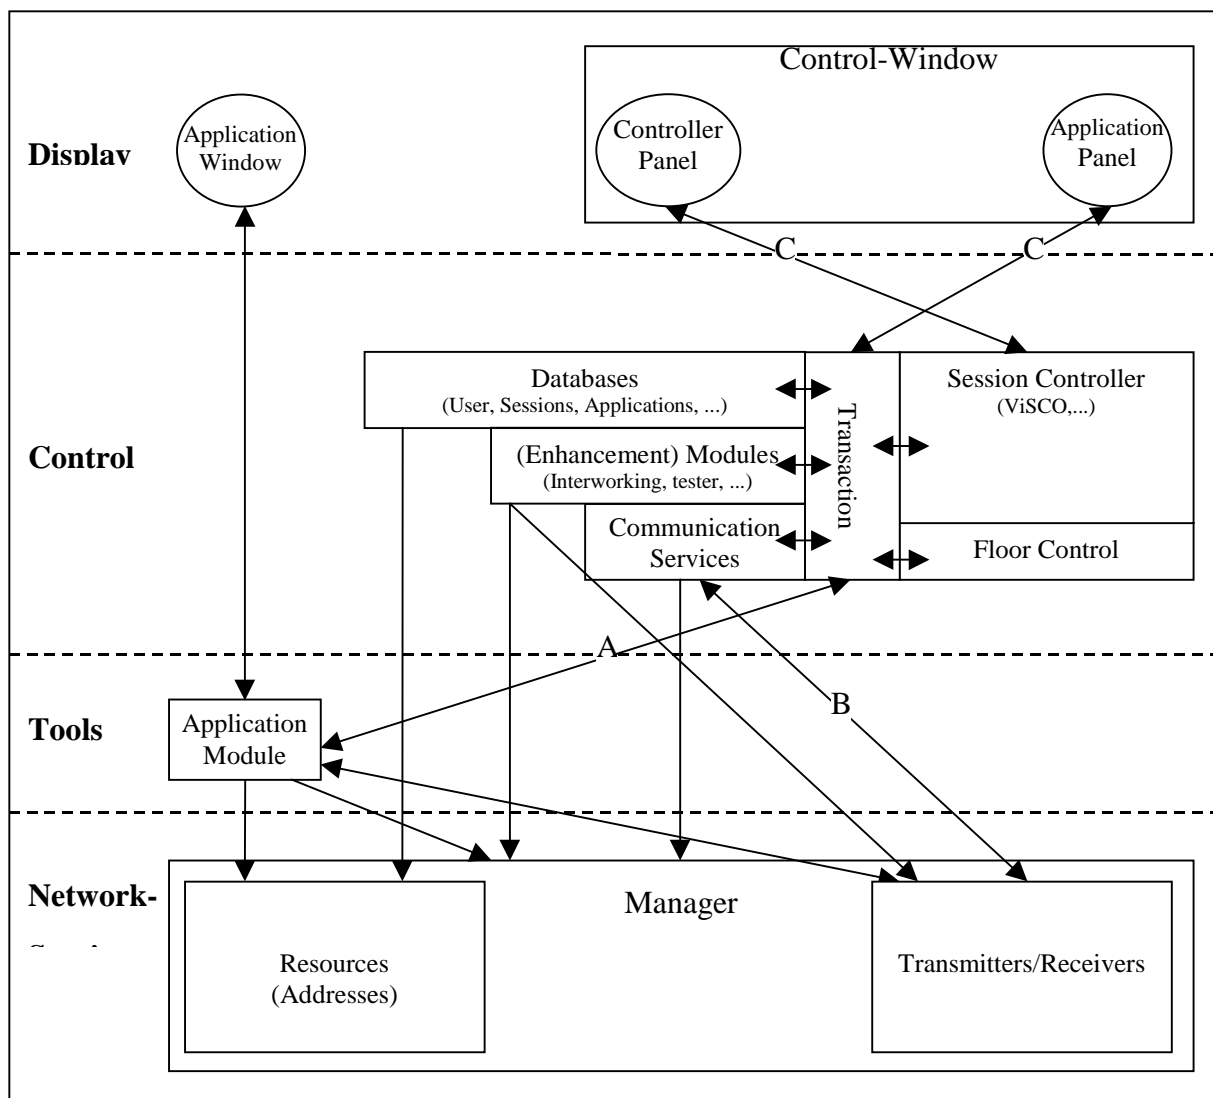 Control-Window
Application
Window
Controller
Panel
Application
Panel
Display
C
C
Databases
(User, Sessions, Applications, ...)
Session Controller
(ViSCO,...)
Transaction
Control
(Enhancement) Modules
(Interworking, tester, ...)
Communication
Services
Floor Control
A
B
Tools
Application
Module
Network-
Manager
Resources
(Addresses)
Transmitters/Receivers